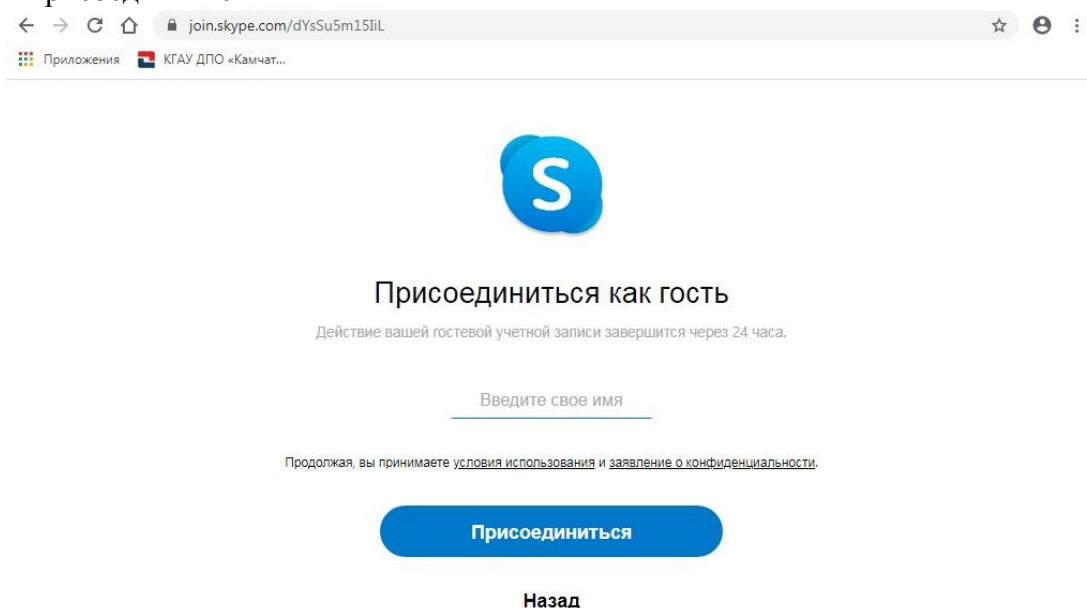 join.skype.com/dYsSu5m15IiL
Приложения КГАУ ДПО «Камчат...
S
Присоединиться как гость
Действие вашей гостевой учетной записи завершится через 24 часа.
Введите свое имя
Продолжая, вы принимаете условия использования и заявление о конфиденциальности.
Присоединиться
Назад